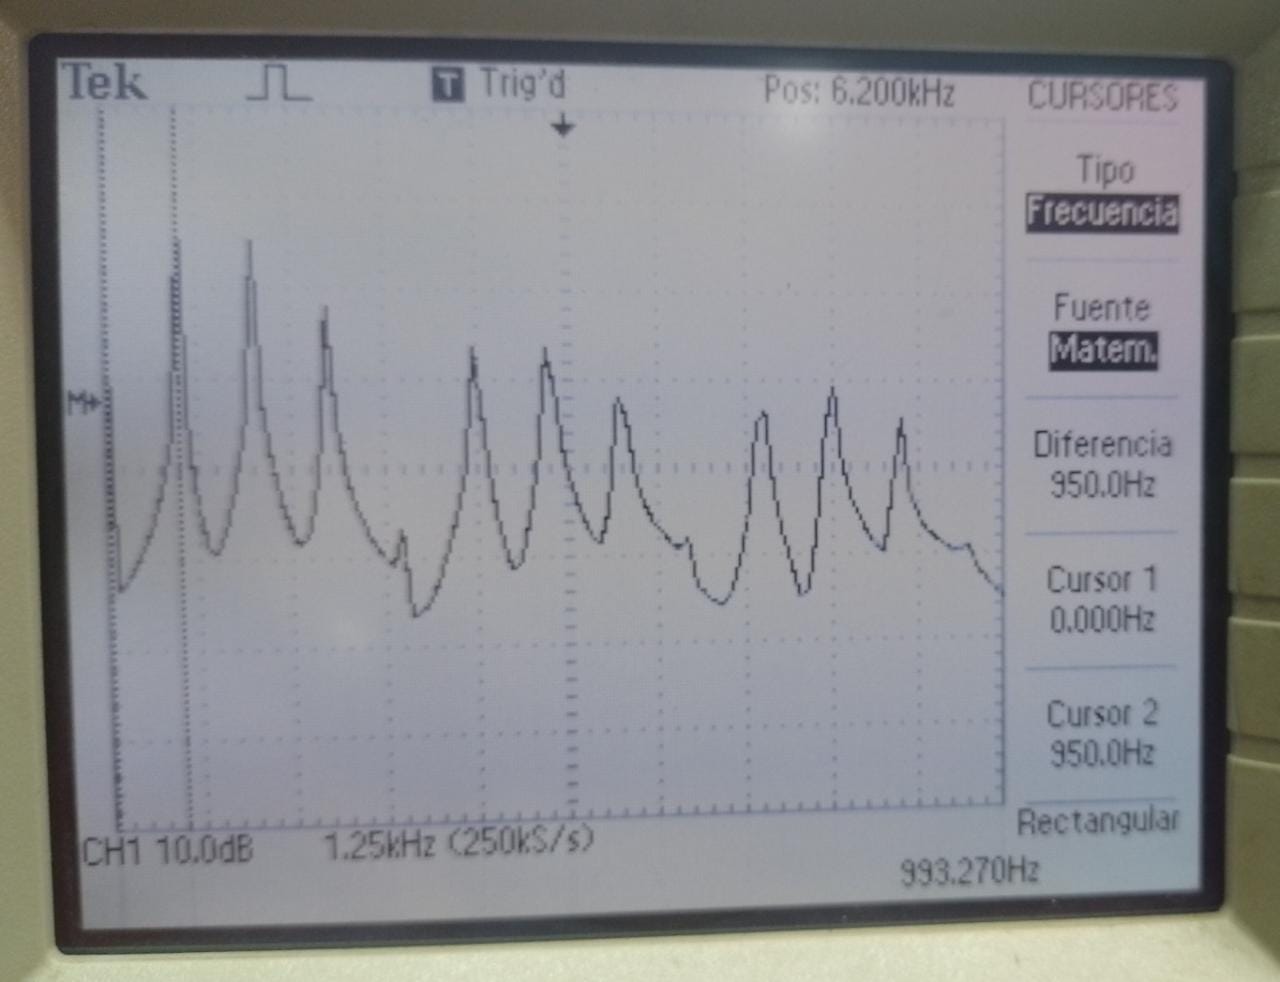 Tek T Trig'd Pos: 6.200kHz CURSORES
Tipo
Frecuencia
Fuente
M
Matem.
Diferencia
950.0Hz
Cursor 1
0.000Hz
Cursor 2
950.0Hz
CH1 10.0dB 1.25kHz (250kS/s) Rectangular
993.270Hz